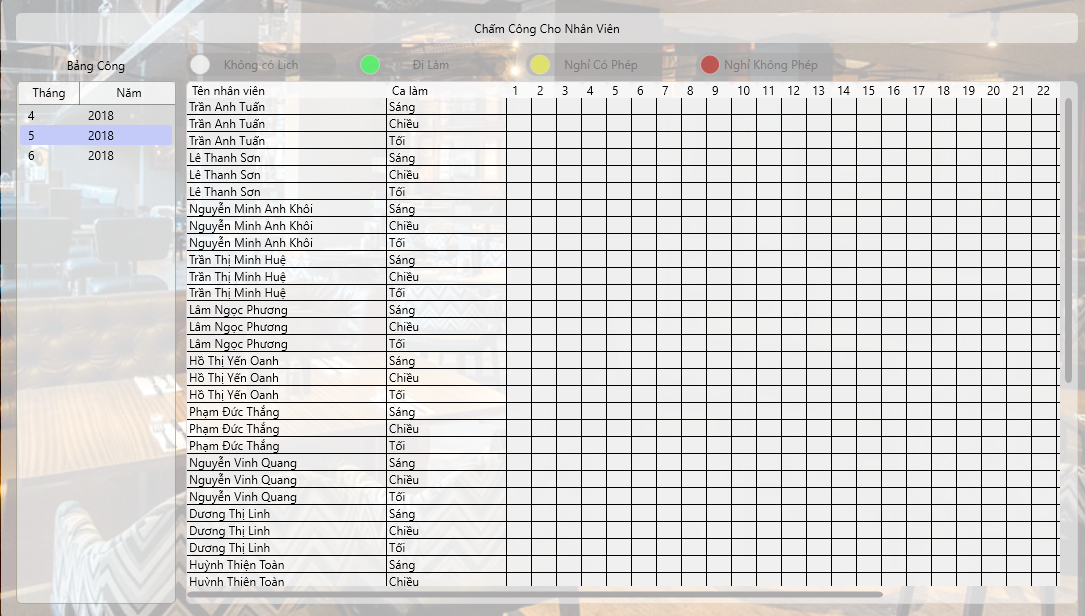 Chấm Công Cho Nhân Viên
Bảng Công
Không có Lịch Đi Làm Nghỉ Có Phép Nghỉ Không Phép
Tháng Năm
4 2018
5 2018
6 2018
Tên nhân viên Ca làm 1 2 3 4 5 6 7 8 9 10 11 12 13 14 15 16 17 18 19 20 21 22
Trần Anh Tuấn Sáng
Trần Anh Tuấn Chiều
Trần Anh Tuấn Tối
Lê Thanh Sơn Sáng
Lê Thanh Sơn Chiều
Lê Thanh Sơn Tối
Nguyễn Minh Anh Khôi Sáng
Nguyễn Minh Anh Khôi Chiều
Nguyễn Minh Anh Khôi Tối
Trần Thị Minh Huệ Sáng
Trần Thị Minh Huệ Chiều
Trần Thị Minh Huệ Tối
Lâm Ngọc Phương Sáng
Lâm Ngọc Phương Chiều
Lâm Ngọc Phương Tối
Hồ Thị Yến Oanh Sáng
Hồ Thị Yến Oanh Chiều
Hồ Thị Yến Oanh Tối
Phạm Đức Thắng Sáng
Phạm Đức Thắng Chiều
Phạm Đức Thắng Tối
Nguyễn Vinh Quang Sáng
Nguyễn Vinh Quang Chiều
Nguyễn Vinh Quang Tối
Dương Thị Linh Sáng
Dương Thị Linh Chiều
Dương Thị Linh Tối
Huỳnh Thiện Toàn Sáng
Huỳnh Thiện Toàn Chiều